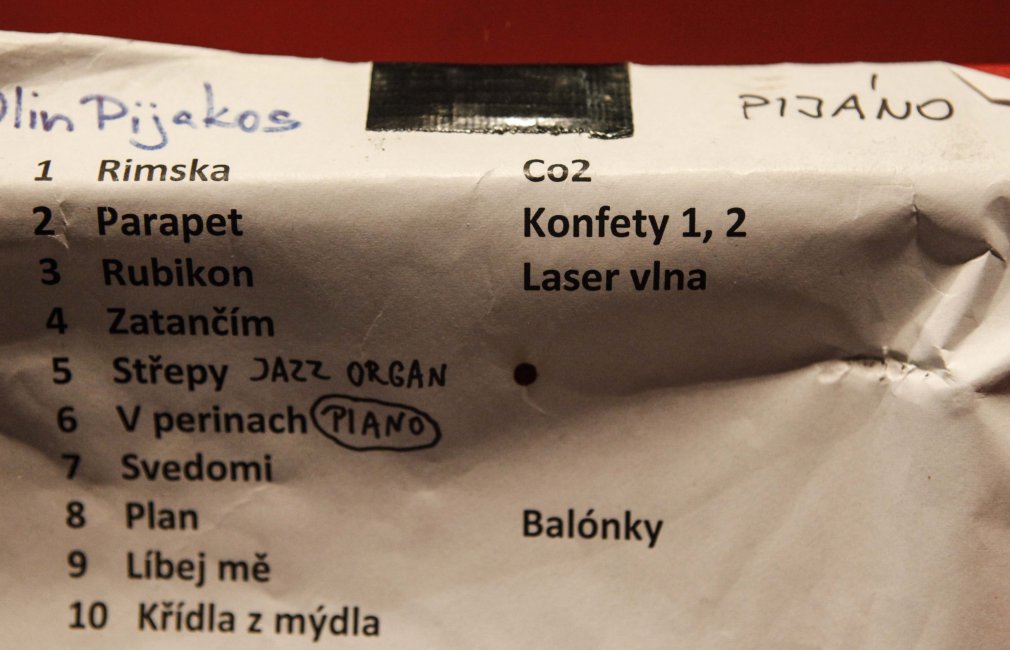 Olin Pijakos PIJÁNO
1 Rimska Co2
2 Parapet Konfety 1, 2
3 Rubikon Laser vlna
4 Zatančím
5 Střepy JAZZ ORGAN
6 V perinach PIANO
7 Svedomi
8 Plan Balónky
9 Líbej mě
10 Křídla z mýdla